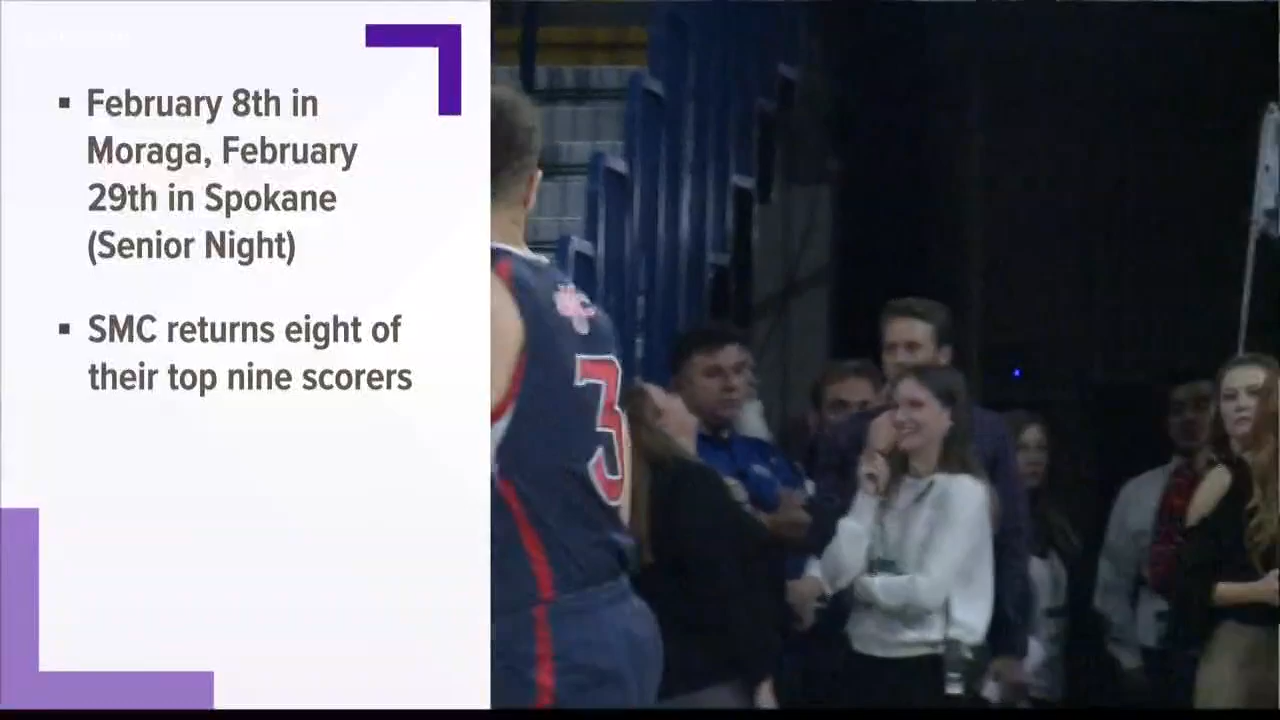 ▪ February 8th in
Moraga, February
29th in Spokane
(Senior Night)
▪ SMC returns eight of
their top nine scorers
3